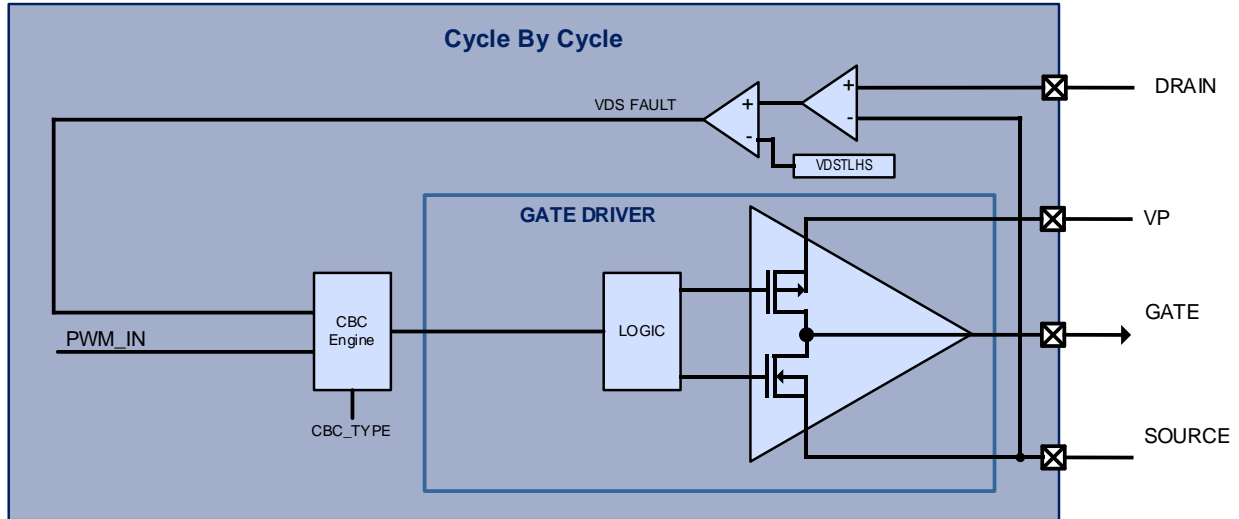 Cycle By Cycle
DRAIN
+
+
VDS FAULT
-
-
VDSTLHS
GATE DRIVER
VP
GATE
CBC
Engine
LOGIC
PWM_IN
CBC_TYPE
SOURCE